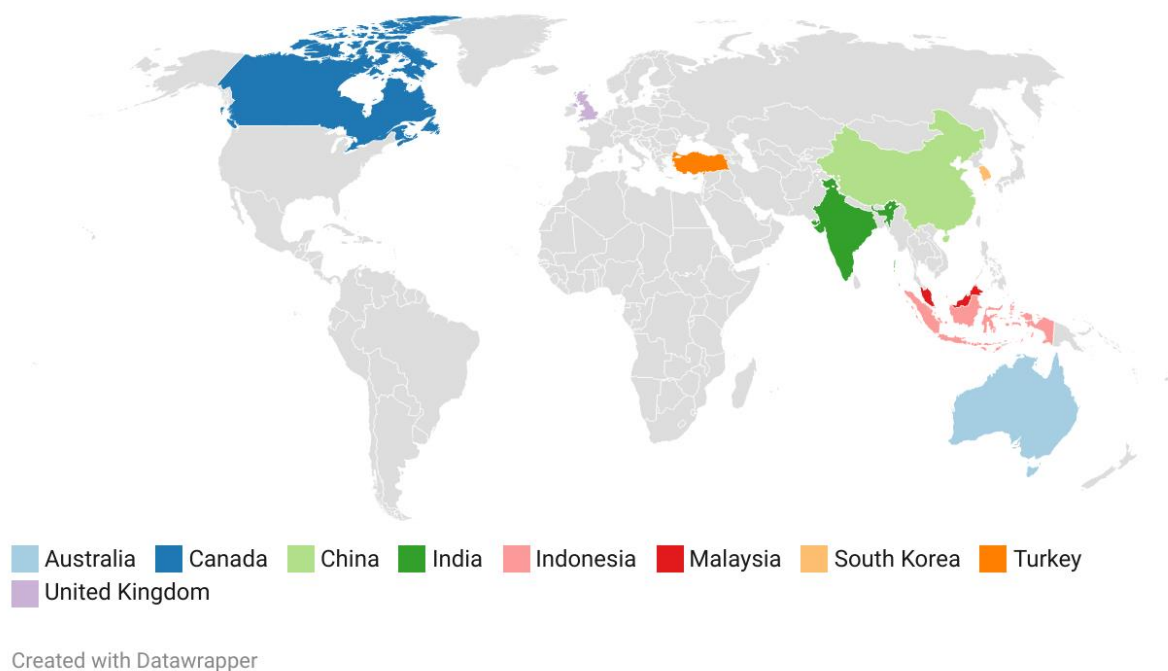 Australia Canada China India Indonesia Malaysia South Korea Turkey
United Kingdom
Created with Datawrapper